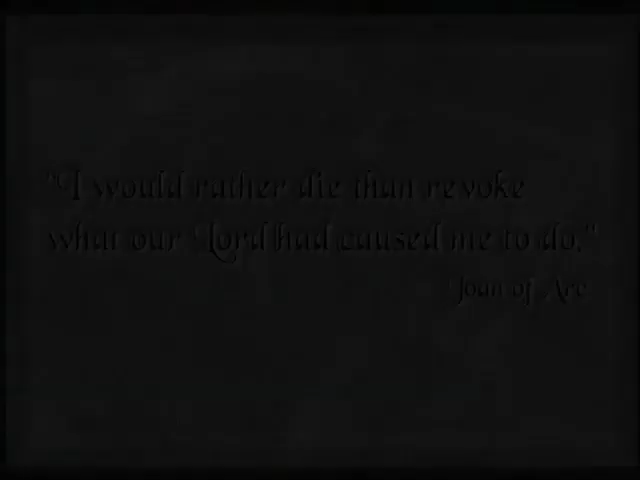 "I would rather die than revoke
what our Lord had caused me to do."
Joan of Arc